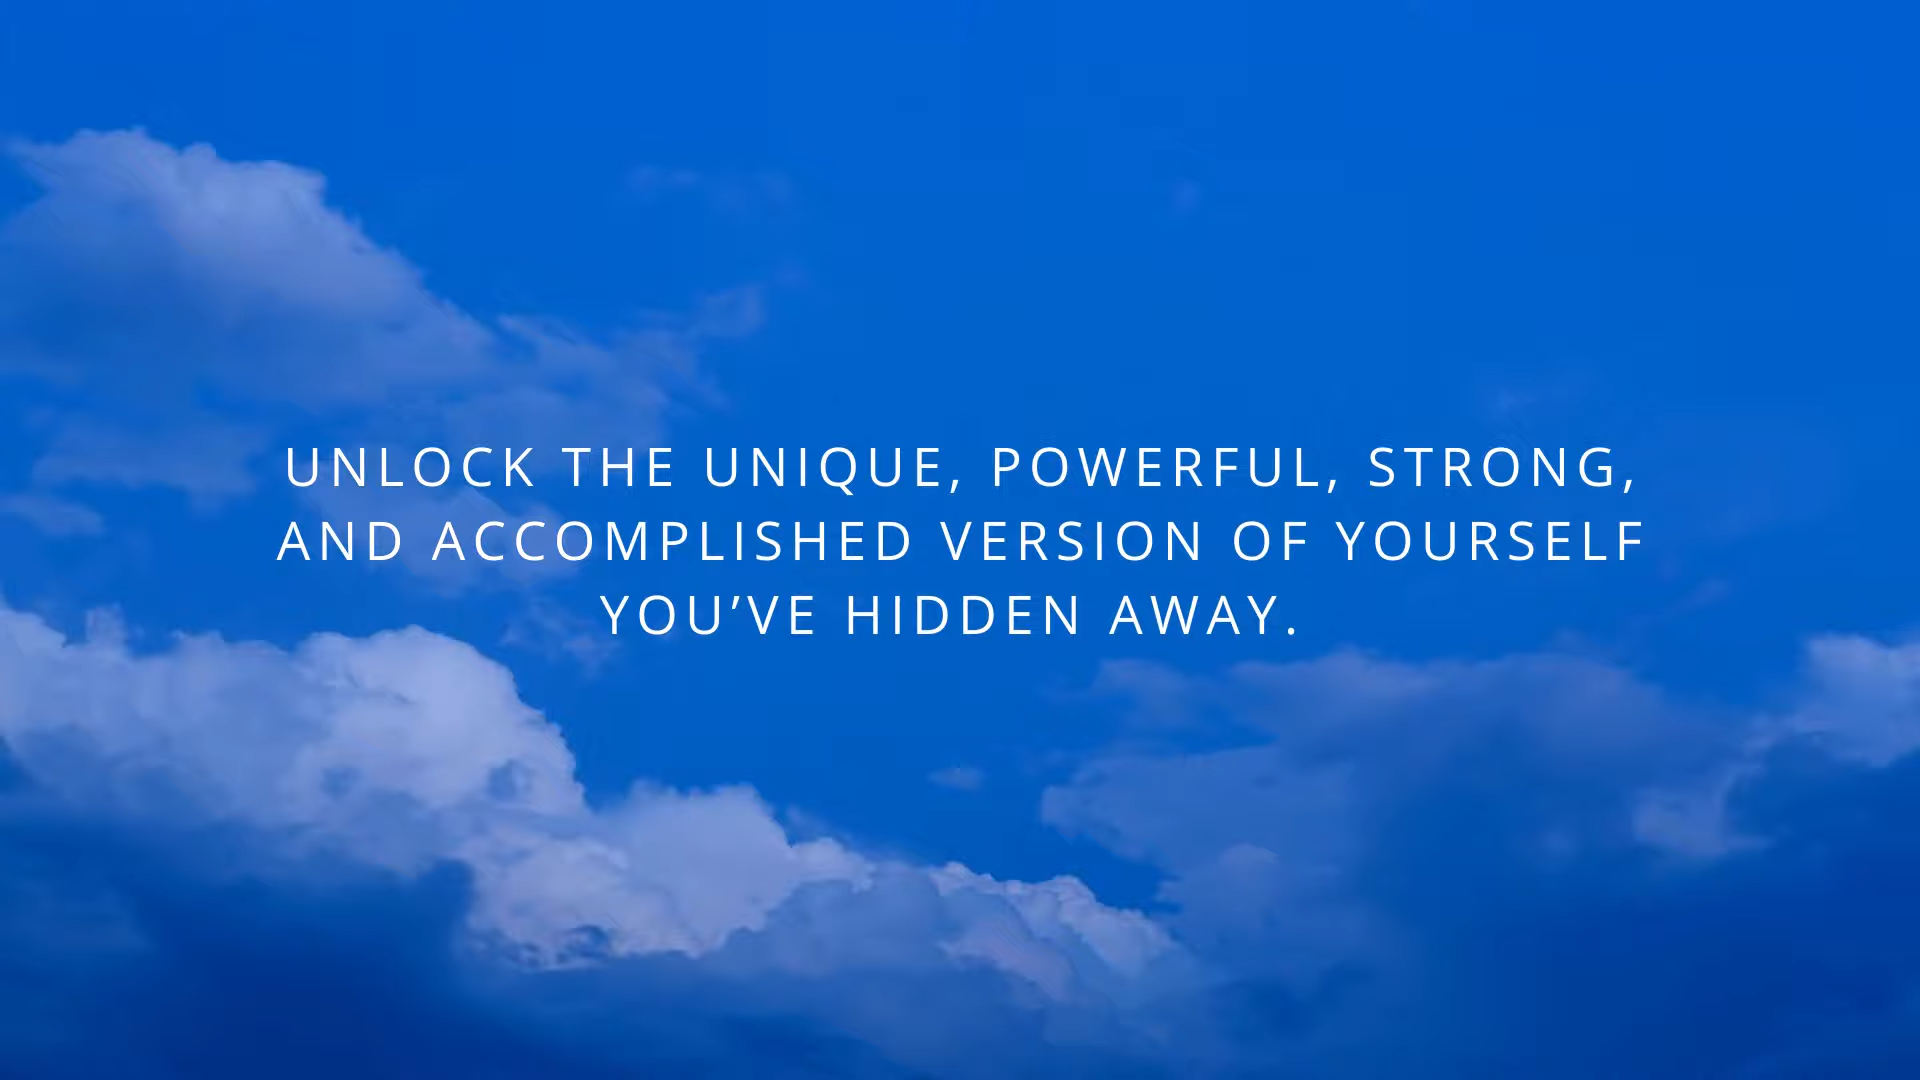 UNLOCK THE UNIQUE, POWERFUL, STRONG,
AND ACCOMPLISHED VERSION OF YOURSELF
YOU’VE HIDDEN AWAY.